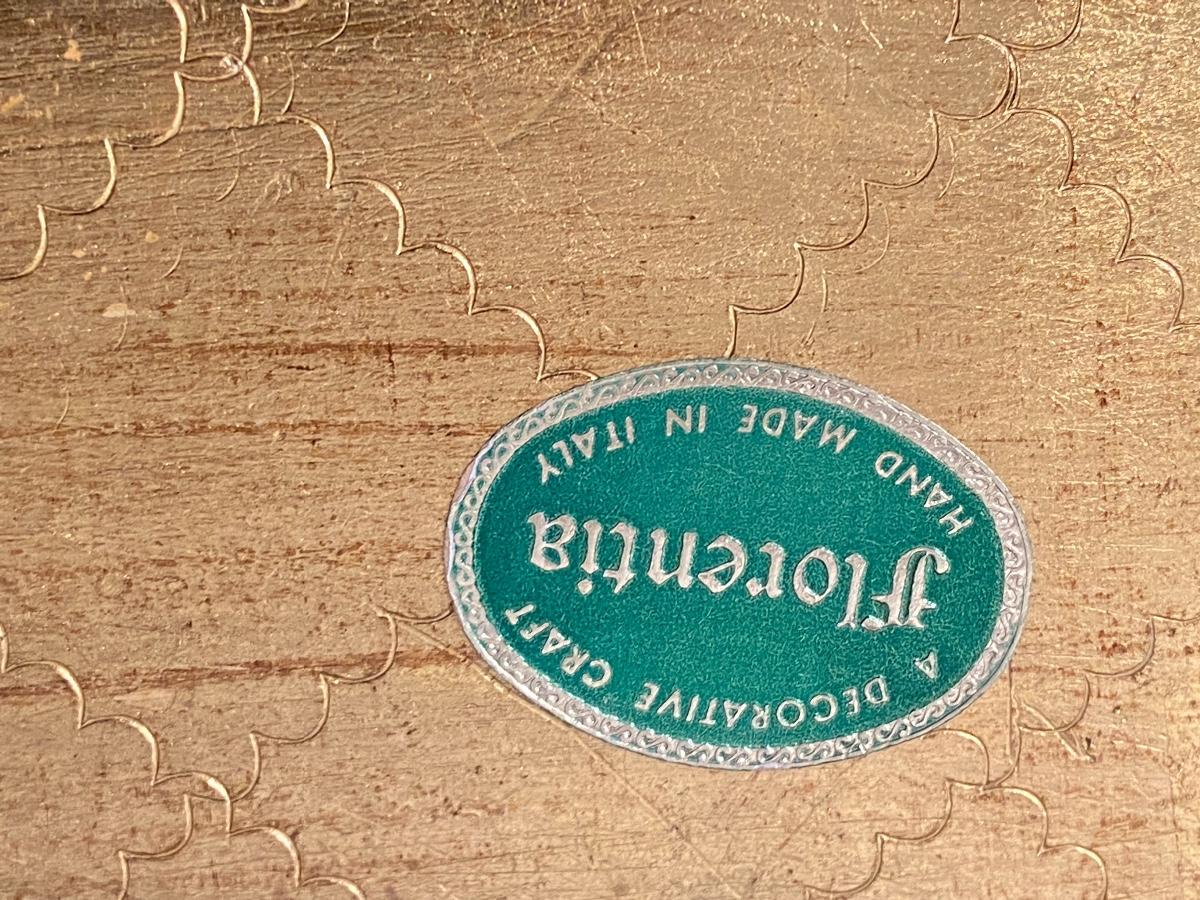 A DECORATIVE CRAFT
Florentia
HAND MADE IN ITALY